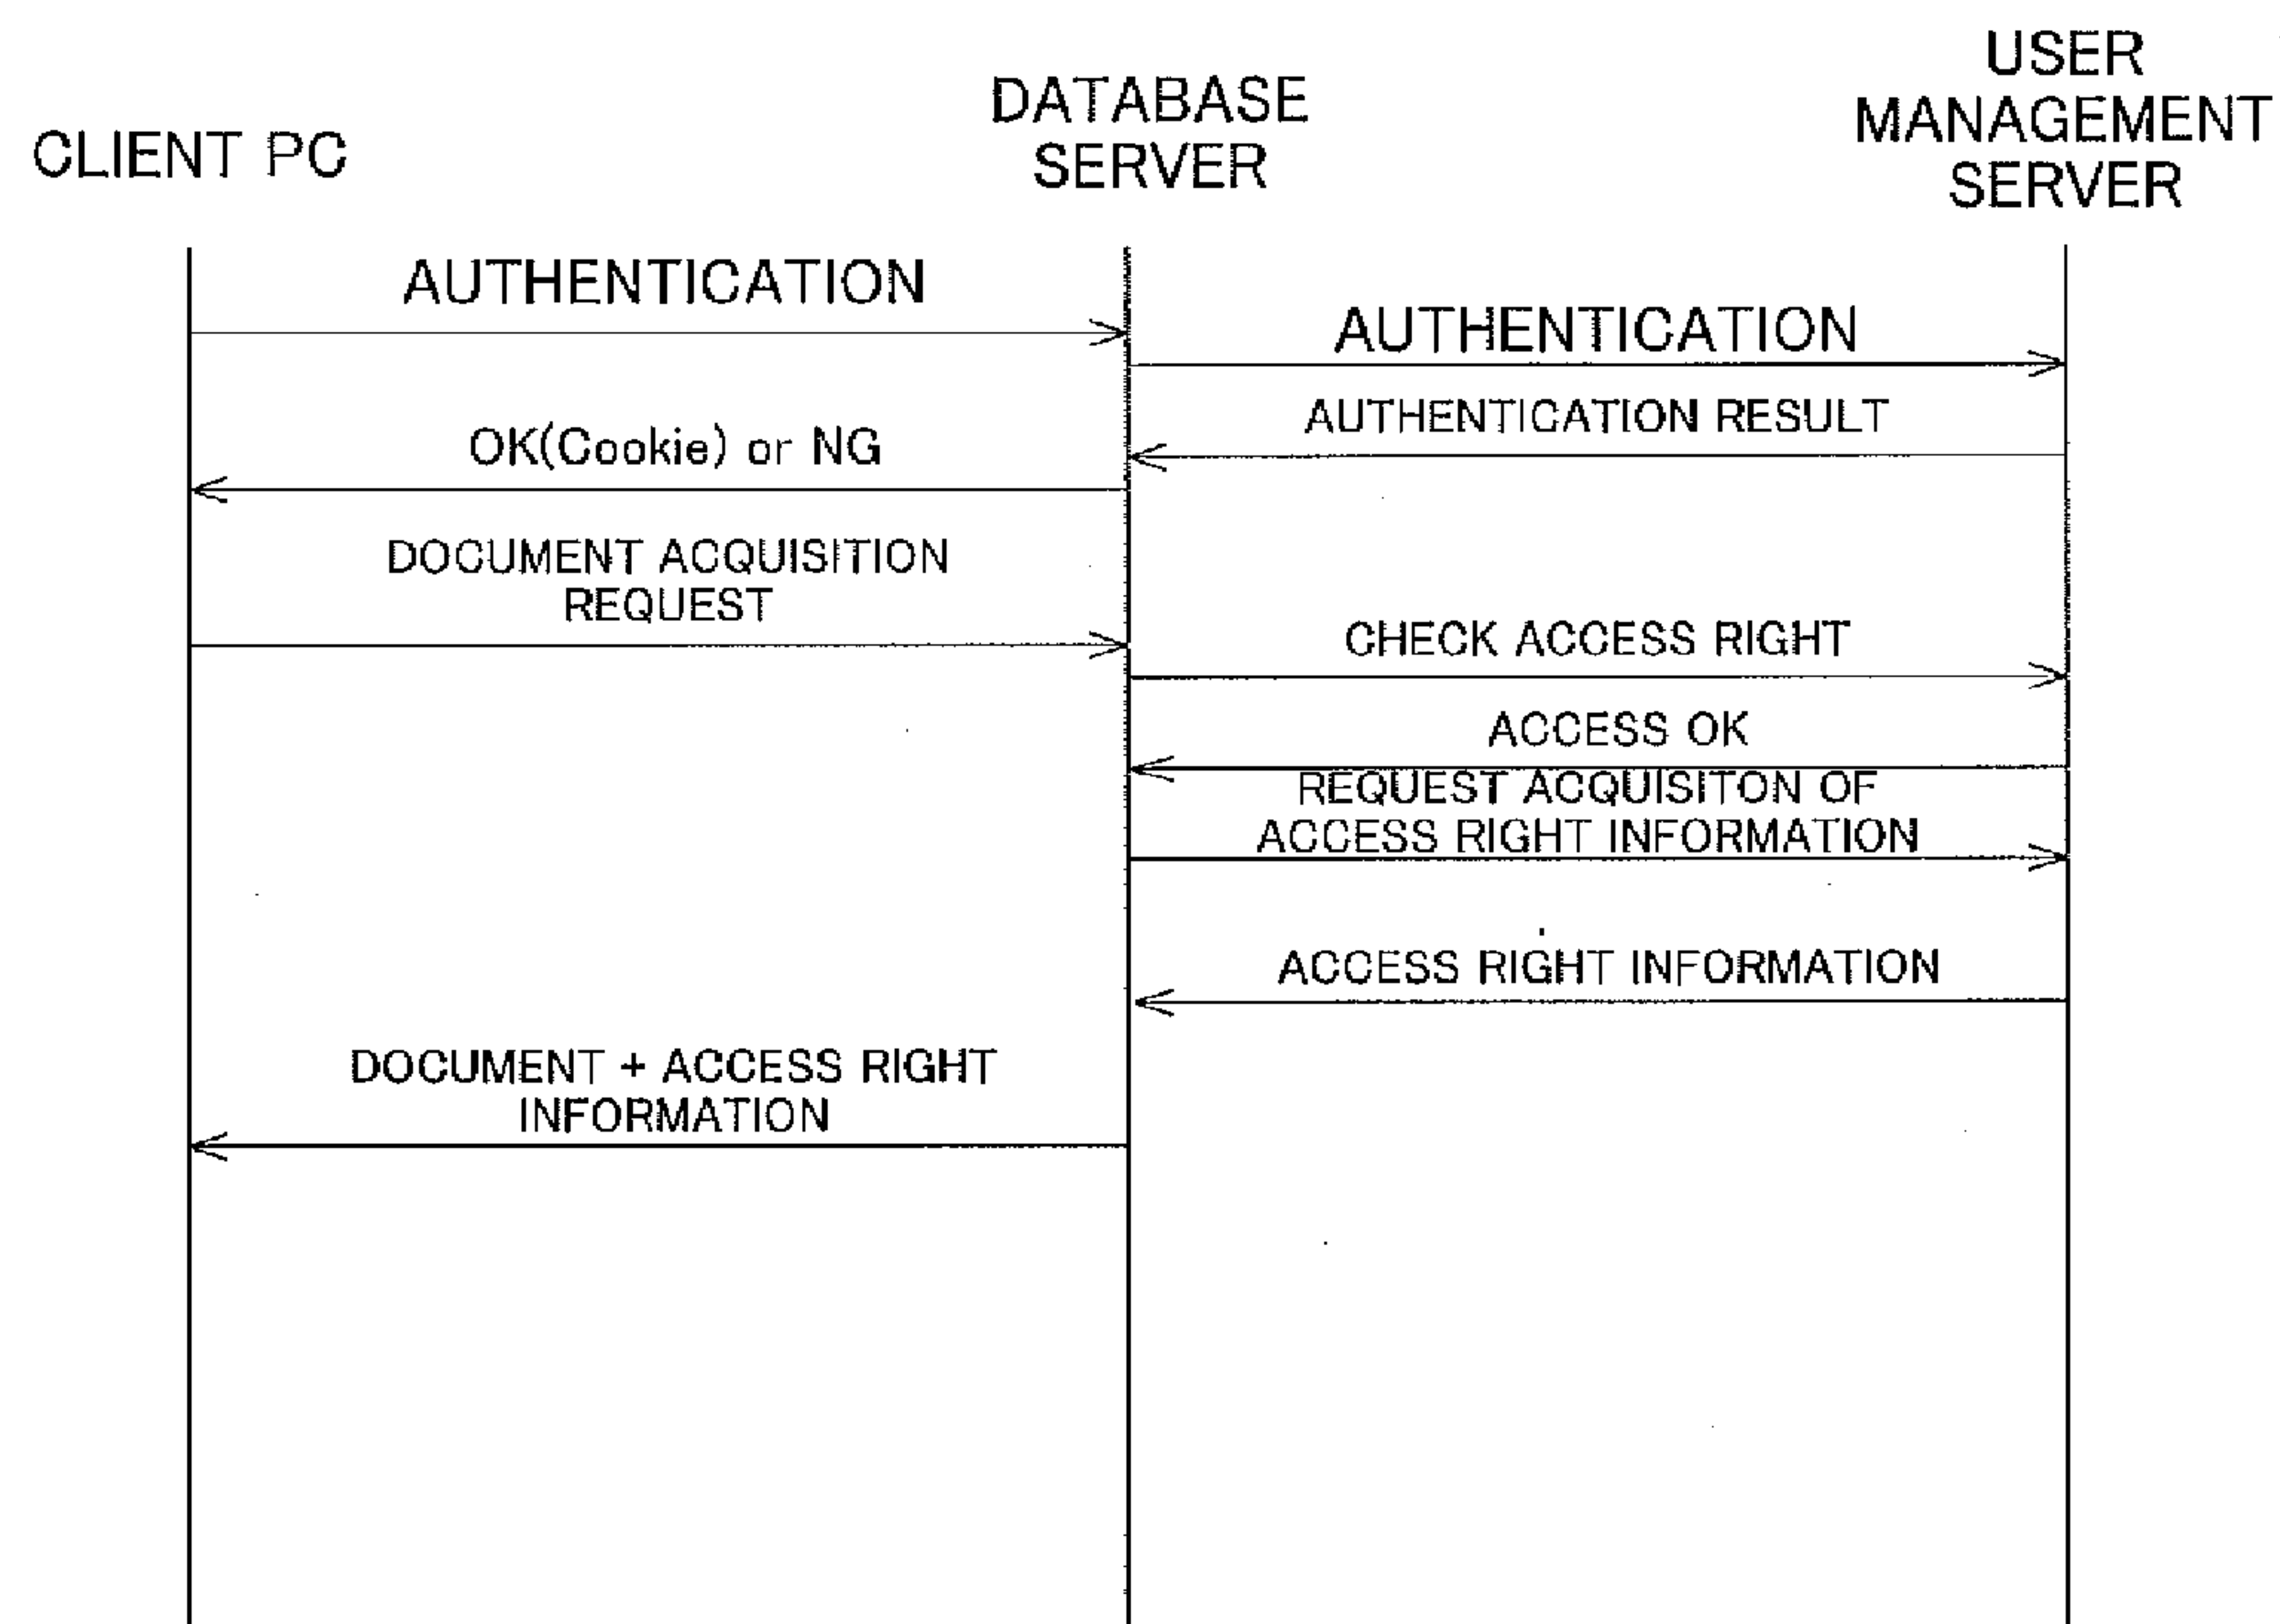 CLIENT PC
DATABASE
SERVER
USER
MANAGEMENT
SERVER
AUTHENTICATION
AUTHENTICATION
AUTHENTICATION RESULT
OK(Cookie) or NG
DOCUMENT ACQUISITION
REQUEST
CHECK ACCESS RIGHT
ACCESS OK
REQUEST ACQUISITON OF
ACCESS RIGHT INFORMATION
ACCESS RIGHT INFORMATION
DOCUMENT + ACCESS RIGHT
INFORMATION